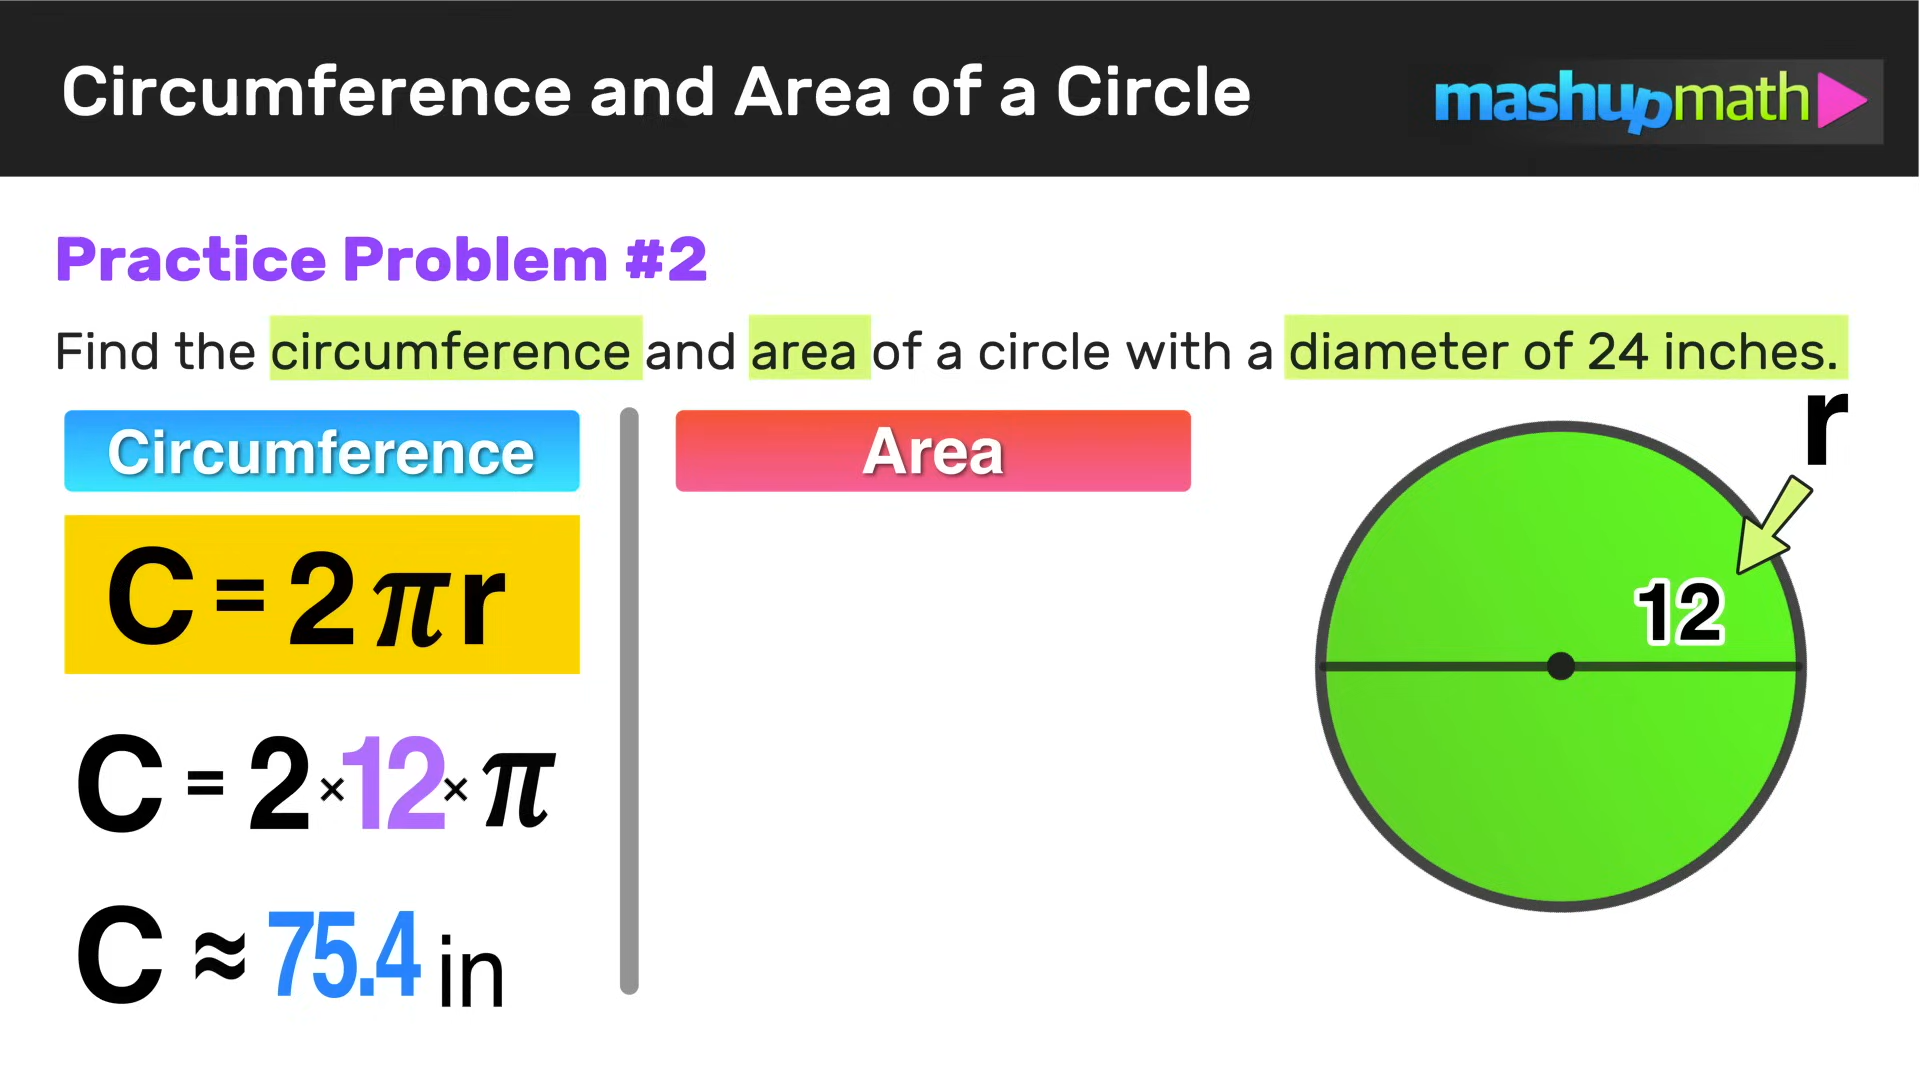 Circumference and Area of a Circle
mashupmath
Practice Problem #2
Find the circumference and area of a circle with a diameter of 24 inches.
Circumference
C = 2πr
C = 2×12×π
C ≈ 75.4 in
Area
r
12